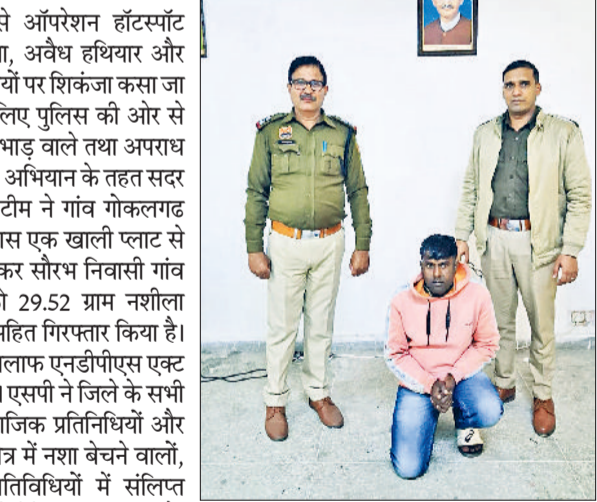 से ऑपरेशन हॉटस्पॉट
अवैध हथियार और
यों पर शिकंजा कसा जा
लिए पुलिस की ओर से
भाड़ वाले तथा अपराध
अभियान के तहत सदर
टीम ने गांव गोकलगढ
स एक खाली प्लाट से
कर सौरभ निवासी गांव
29.52 ग्राम नशीला
सहित गिरफ्तार किया है।
लाफ एनडीपीएस एक्ट
। एसपी ने जिले के सभी
ाजिक प्रतिनिधियों और
त्र में नशा बेचने वालों,
तिविधियों में संलिप्त